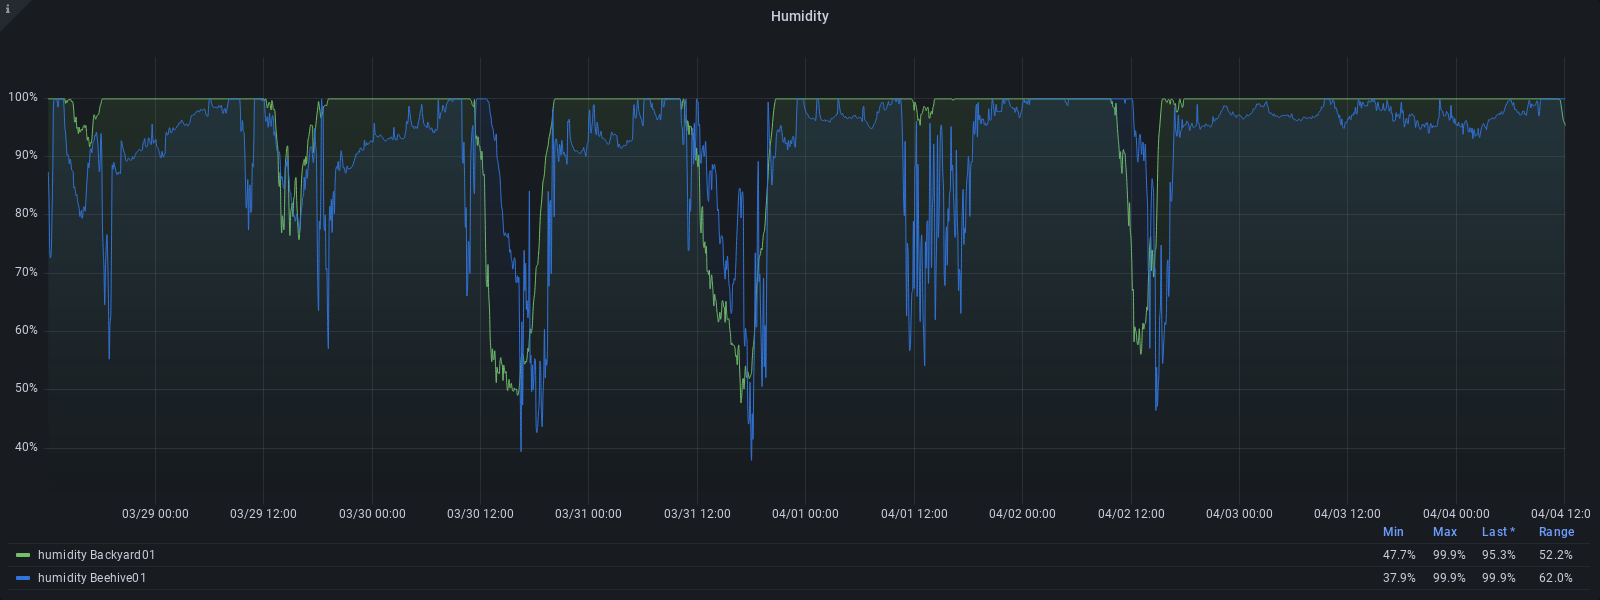 i
Humidity
100%
90%
80%
70%
60%
50%
40%
03/29 00:00 03/29 12:00 03/30 00:00 03/30 12:00 03/31 00:00 03/31 12:00 04/01 00:00 04/01 12:00 04/02 00:00 04/02 12:00 04/03 00:00 04/03 12:00 04/04 00:00 04/04 12:0
Min Max Last * Range
humidity Backyard01 47.7% 99.9% 95.3% 52.2%
humidity Beehive01 37.9% 99.9% 99.9% 62.0%